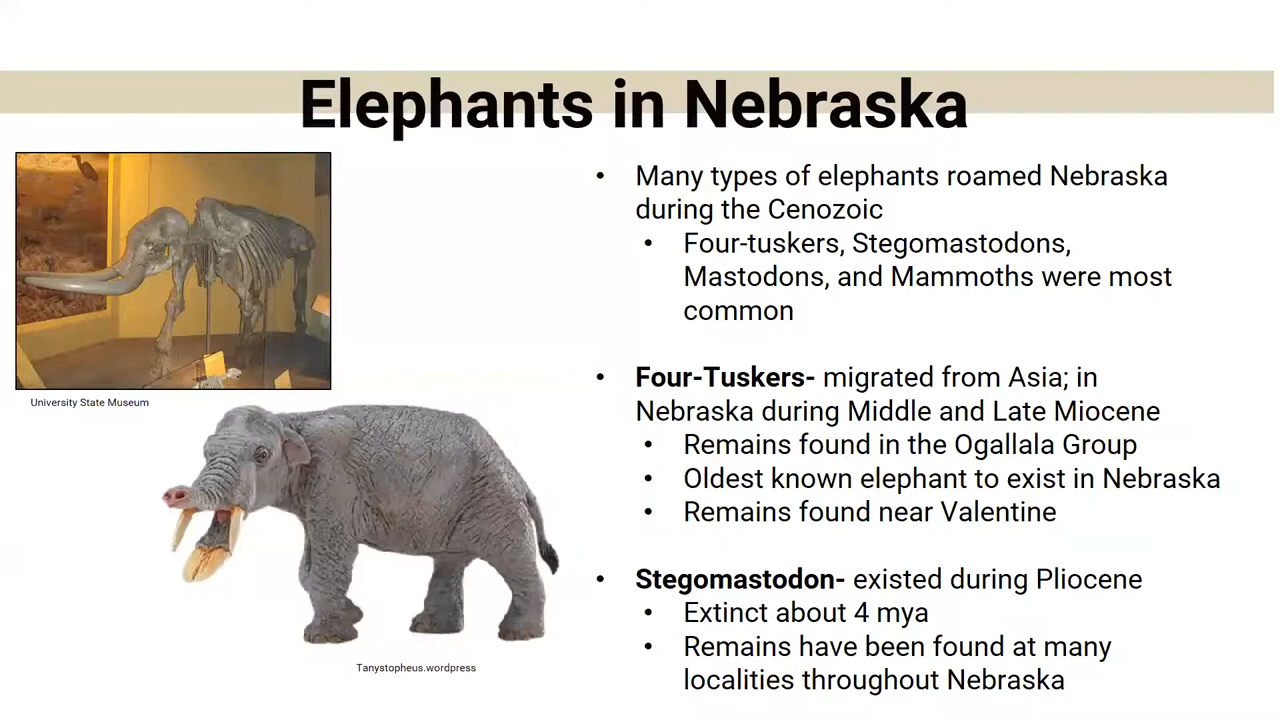 Elephants in Nebraska
• Many types of elephants roamed Nebraska
during the Cenozoic
• Four-tuskers, Stegomastodons,
Mastodons, and Mammoths were most
common
• Four-Tuskers- migrated from Asia; in
Nebraska during Middle and Late Miocene
• Remains found in the Ogallala Group
• Oldest known elephant to exist in Nebraska
• Remains found near Valentine
• Stegomastodon- existed during Pliocene
• Extinct about 4 mya
• Remains have been found at many
localities throughout Nebraska
University State Museum
Tanystopheus.wordpress